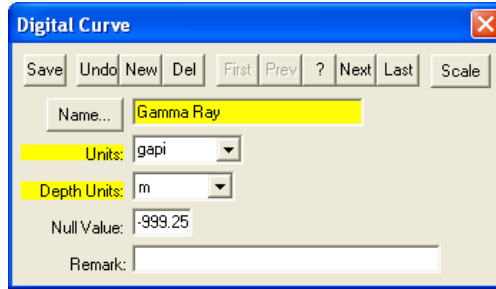 Digital Curve
Save Undo New Del First Prev ? Next Last Scale
Name... Gamma Ray
Units: gapi
Depth Units: m
Null Value: -999.25
Remark: